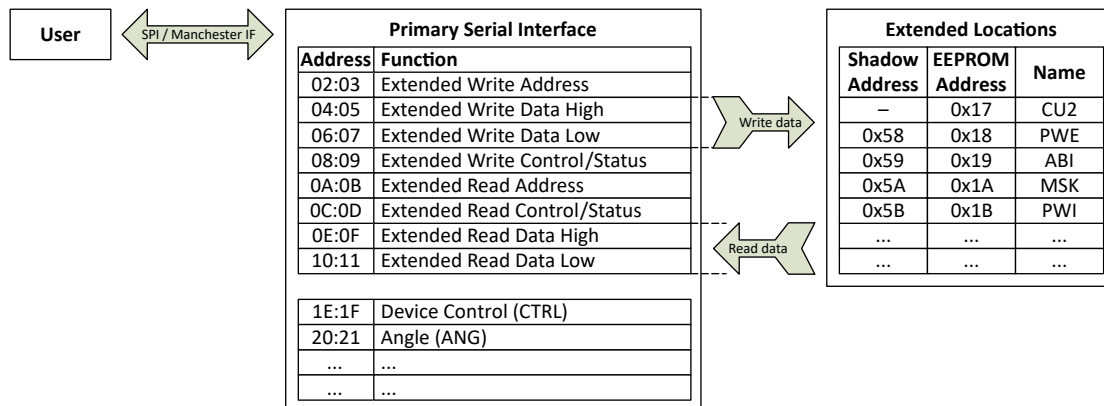 User
SPI / Manchester IF
Primary Serial Interface
Address Function
02:03 Extended Write Address
04:05 Extended Write Data High
06:07 Extended Write Data Low
08:09 Extended Write Control/Status
0A:0B Extended Read Address
0C:0D Extended Read Control/Status
0E:0F Extended Read Data High
10:11 Extended Read Data Low
1E:1F Device Control (CTRL)
20:21 Angle (ANG)
... ...
... ...
Write data
Read data
Extended Locations
Shadow Address EEPROM Address Name
– 0x17 CU2
0x58 0x18 PWE
0x59 0x19 ABI
0x5A 0x1A MSK
0x5B 0x1B PWI
... ... ...
... ... ...